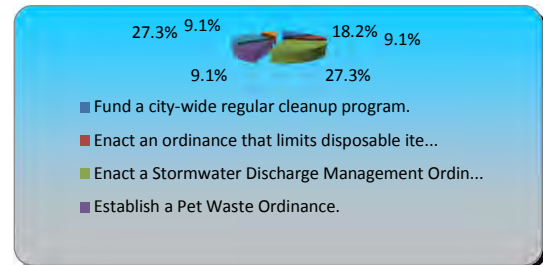 27.3% 9.1% 18.2% 9.1%
9.1% 27.3%
Fund a city-wide regular cleanup program.
Enact an ordinance that limits disposable ite...
Enact a Stormwater Discharge Management Ordin...
Establish a Pet Waste Ordinance.